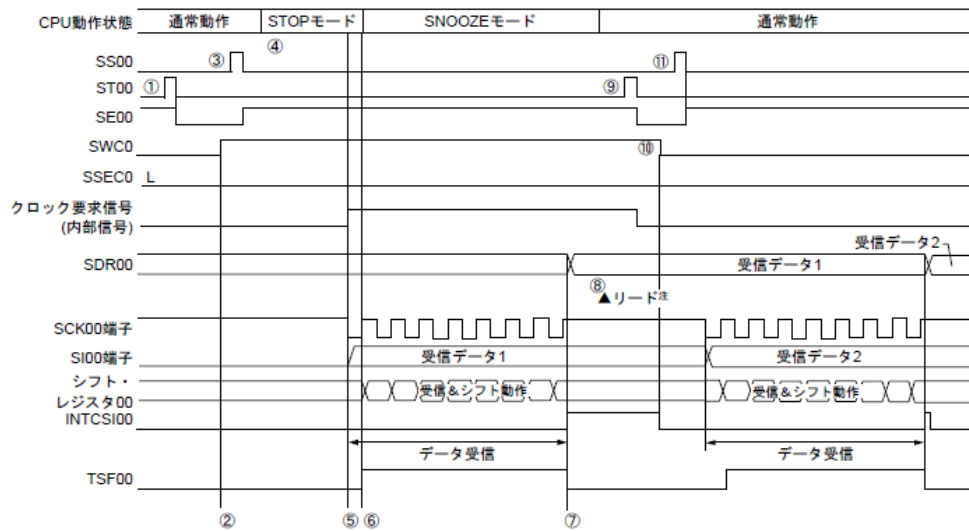 CPU動作状態 通常動作 STOPモード SNOOZEモード 通常動作
④
SS00 ③ ⑪
ST00 ① ⑨
SE00
SWC0 ⑩
SSEC0 L
クロック要求信号
(内部信号)
受信データ2
SDR00 受信データ1
⑧
▲リード注
SCK00端子
SI00端子 受信データ1 受信データ2
シフト・
レジスタ00 受信&シフト動作 受信&シフト動作
INTCSI00
データ受信 データ受信
TSF00
② ⑤ ⑥ ⑦